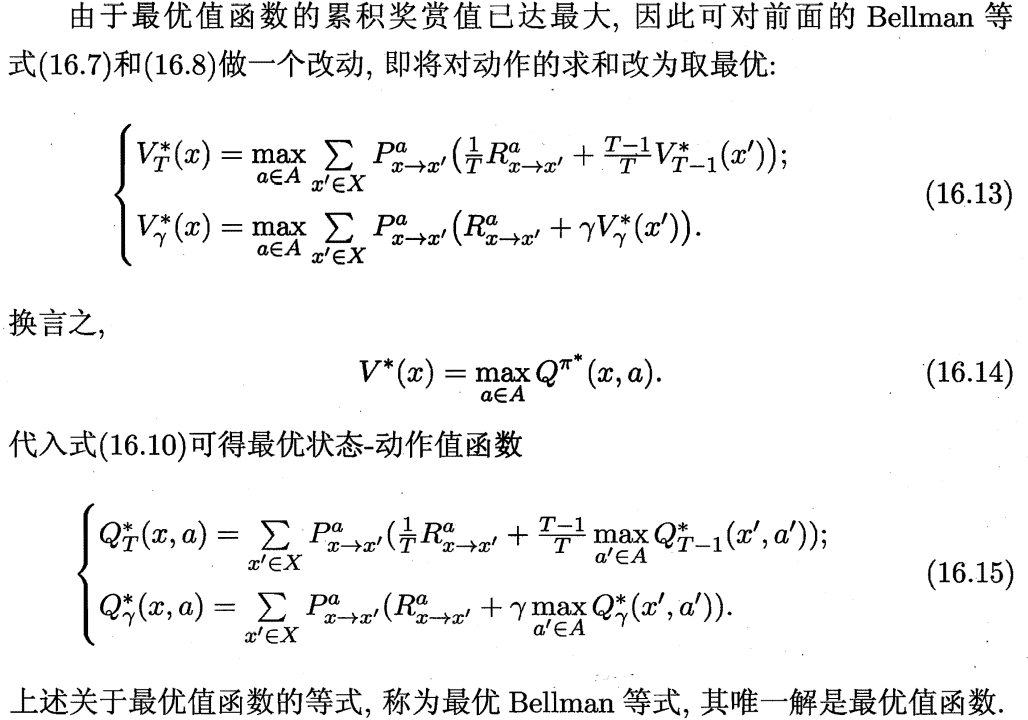 由于最优值函数的累积奖赏值已达最大, 因此可对前面的 Bellman 等
式(16.7)和(16.8)做一个改动, 即将对动作的求和改为取最优:
$$\begin{cases} V_T^*(x) = \max_{a \in A} \sum_{x' \in X} P_{x \to x'}^a \left( \frac{1}{T} R_{x \to x'}^a + \frac{T-1}{T} V_{T-1}^*(x') \right); \\ V_\gamma^*(x) = \max_{a \in A} \sum_{x' \in X} P_{x \to x'}^a \left( R_{x \to x'}^a + \gamma V_\gamma^*(x') \right). \end{cases} \quad (16.13)$$
换言之,
$$V^*(x) = \max_{a \in A} Q^{\pi^*}(x, a). \quad (16.14)$$
代入式(16.10)可得最优状态-动作值函数
$$\begin{cases} Q_T^*(x, a) = \sum_{x' \in X} P_{x \to x'}^a ( \frac{1}{T} R_{x \to x'}^a + \frac{T-1}{T} \max_{a' \in A} Q_{T-1}^*(x', a') ); \\ Q_\gamma^*(x, a) = \sum_{x' \in X} P_{x \to x'}^a ( R_{x \to x'}^a + \gamma \max_{a' \in A} Q_\gamma^*(x', a') ). \end{cases} \quad (16.15)$$
上述关于最优值函数的等式, 称为最优 Bellman 等式, 其唯一解是最优值函数.